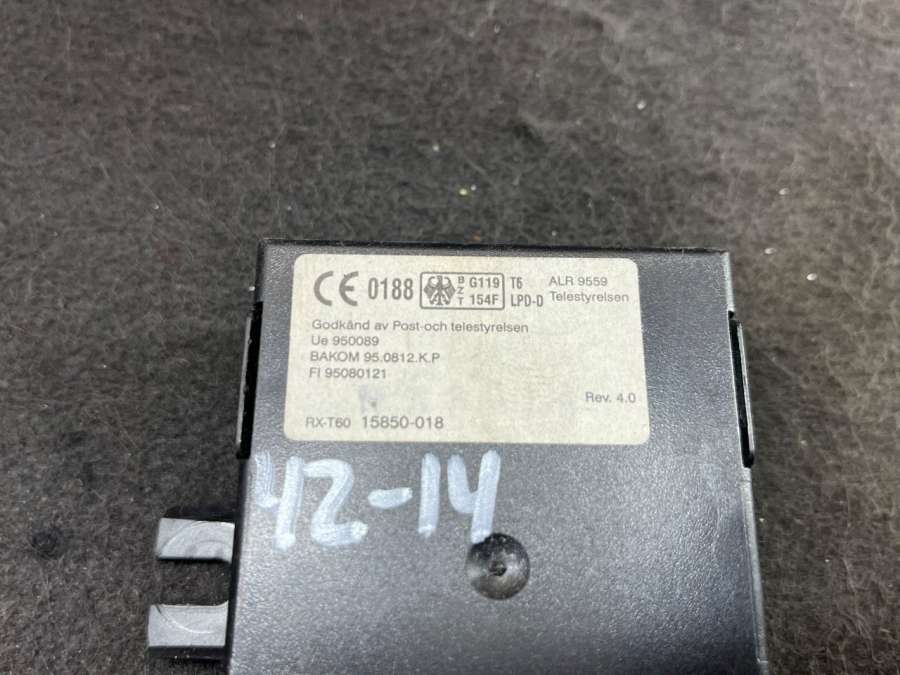 CE 0188 BZT G119 154F T6 LPD-D
ALR 9559
Telestyrelsen
Godkänd av Post-och telestyrelsen
Ue 950089
BAKOM 95.0812.K.P
FI 95080121
Rev. 4.0
RX-T60 15850-018
42-14